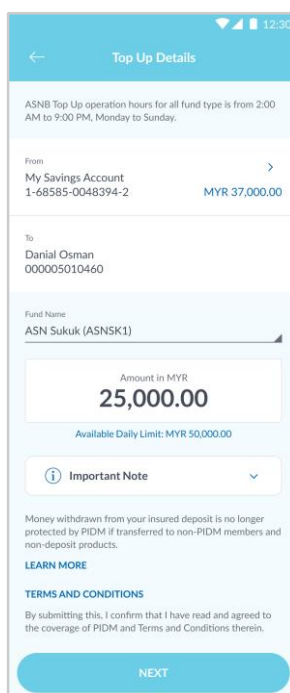 12:30
Top Up Details
ASNB Top Up operation hours for all fund type is from 2:00
AM to 9:00 PM, Monday to Sunday.
From
My Savings Account
1-68585-0048394-2
MYR 37,000.00
To
Danial Osman
000005010460
Fund Name
ASN Sukuk (ASNSK1)
Amount in MYR
25,000.00
Available Daily Limit: MYR 50,000.00
Important Note
Money withdrawn from your insured deposit is no longer
protected by PIDM if transferred to non-PIDM members and
non-deposit products.
LEARN MORE
TERMS AND CONDITIONS
By submitting this, I confirm that I have read and agreed to
the coverage of PIDM and Terms and Conditions therein.
NEXT